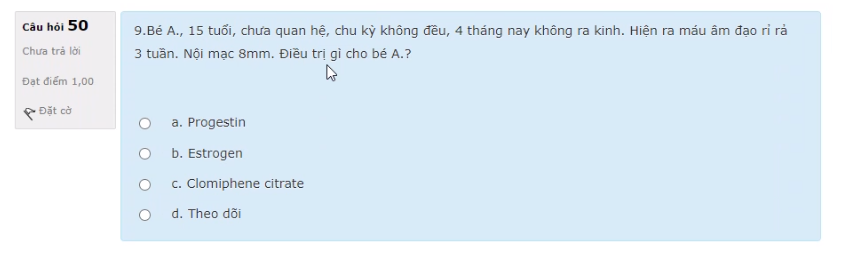 Câu hỏi 50
Chưa trả lời
Đạt điểm 1,00
Đặt cờ
9.Bé A., 15 tuổi, chưa quan hệ, chu kỳ không đều, 4 tháng nay không ra kinh. Hiện ra máu âm đạo rỉ rả
3 tuần. Nội mạc 8mm. Điều trị gì cho bé A.?
a. Progestin
b. Estrogen
c. Clomiphene citrate
d. Theo dõi